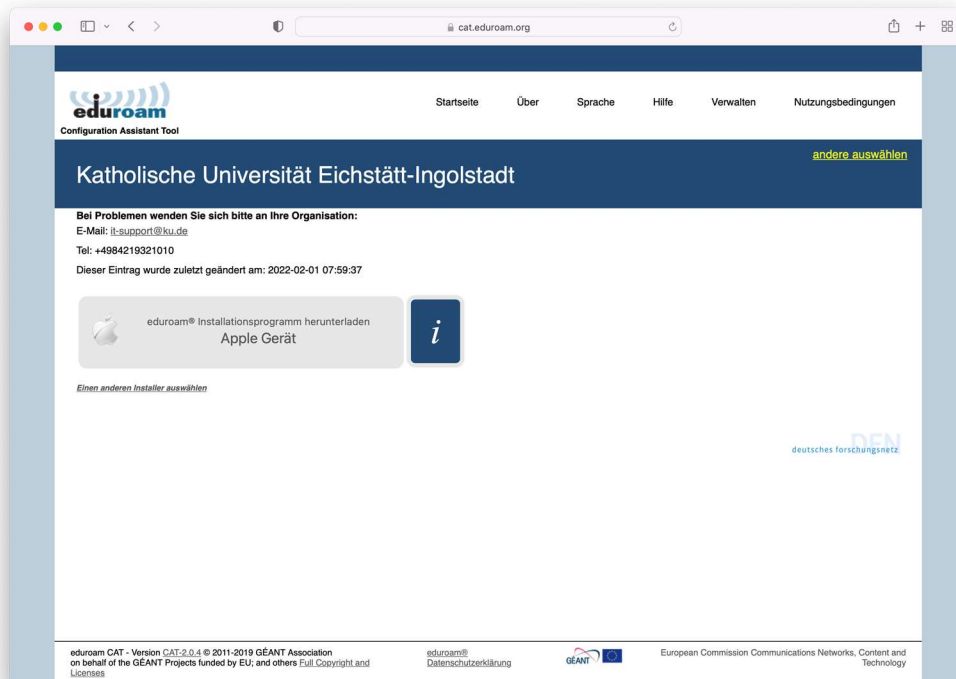 cat.eduroam.org
eduroam
Configuration Assistant Tool
Startseite Über Sprache Hilfe Verwalten Nutzungsbedingungen
andere auswählen
Katholische Universität Eichstätt-Ingolstadt
Bei Problemen wenden Sie sich bitte an Ihre Organisation:
E-Mail: it-support@ku.de
Tel: +4984219321010
Dieser Eintrag wurde zuletzt geändert am: 2022-02-01 07:59:37
eduroam® Installationsprogramm herunterladen
Apple Gerät
i
Einen anderen Installer auswählen
DFN
deutsches forschungsnetz
eduroam CAT - Version CAT-2.0.4 © 2011-2019 GÉANT Association
on behalf of the GÉANT Projects funded by EU; and others Full Copyright and
Licenses
eduroam®
Datenschutzerklärung
GÉANT
European Commission Communications Networks, Content and
Technology